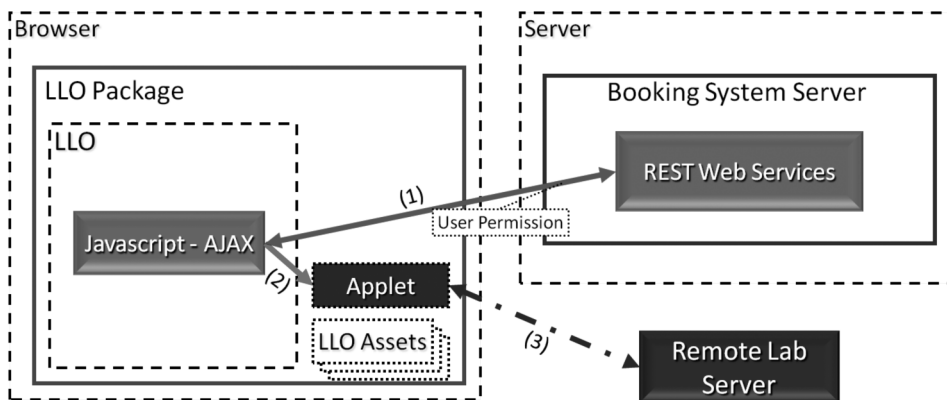 Browser
LLO Package
LLO
Javascript - AJAX
(1)
(2)
Applet
LLO Assets
User Permission
(3)
Server
Booking System Server
REST Web Services
Remote Lab
Server